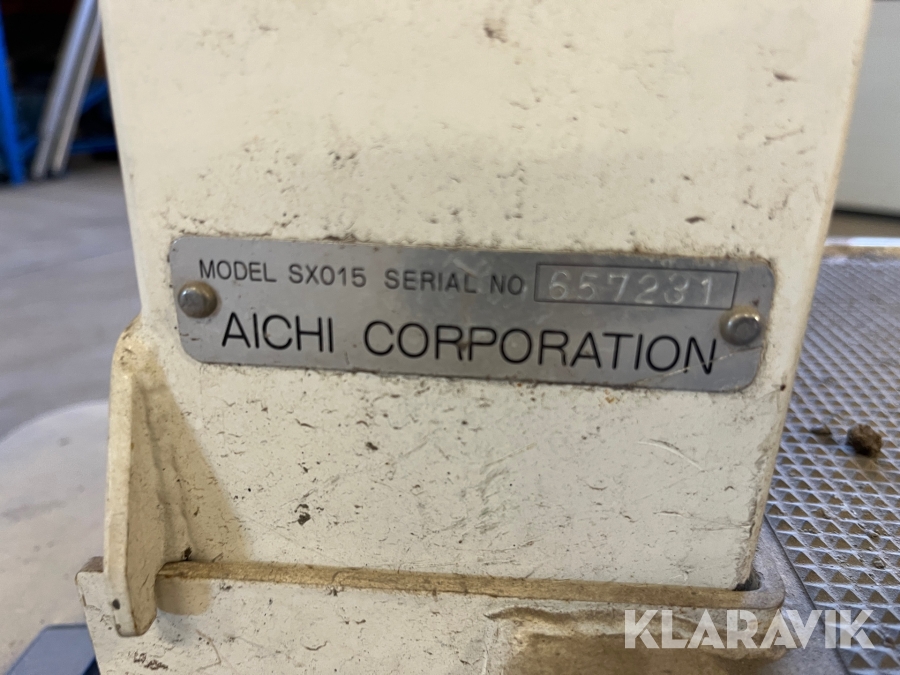 MODEL SX015 SERIAL NO 657231
AICHI CORPORATION
KLARAVIK